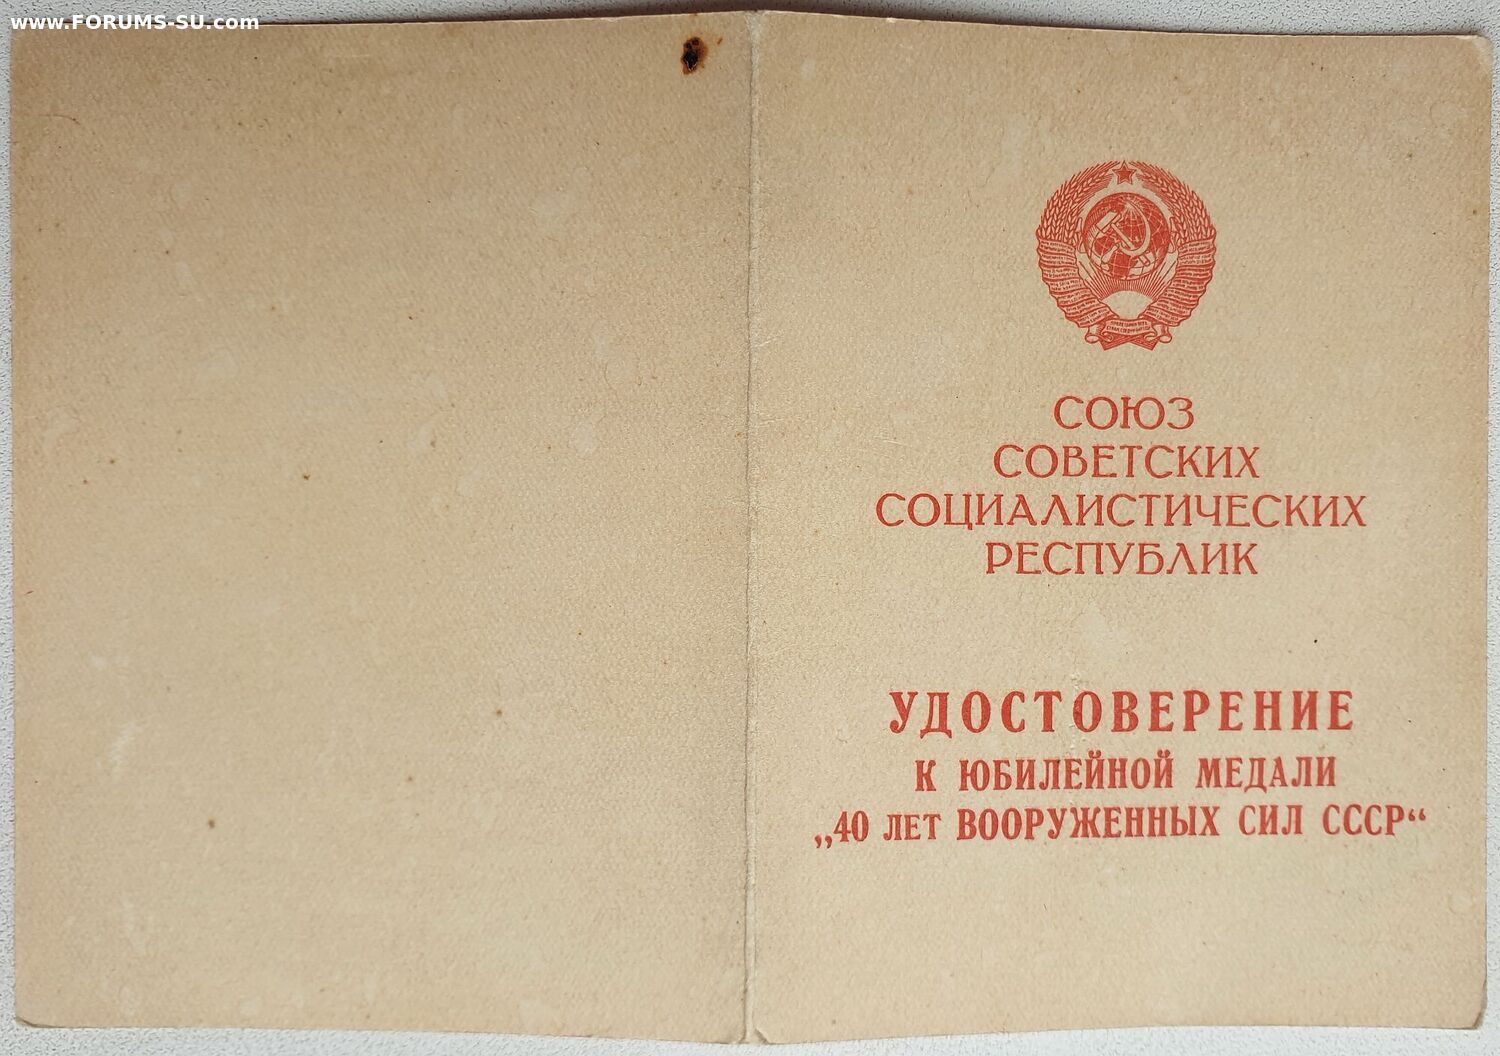 www.FORUMS-SU.com
СОЮЗ
СОВЕТСКИХ
СОЦИАЛИСТИЧЕСКИХ
РЕСПУБЛИК
УДОСТОВЕРЕНИЕ
К ЮБИЛЕЙНОЙ МЕДАЛИ
„40 ЛЕТ ВООРУЖЕННЫХ СИЛ СССР“